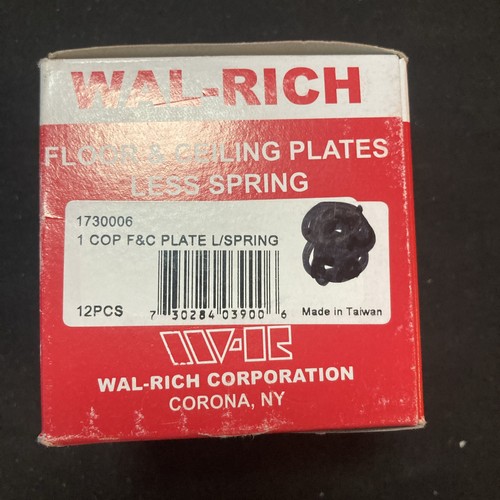 WAL-RICH
FLOOR & CEILING PLATES
LESS SPRING
1730006
1 COP F&C PLATE L/SPRING
12PCS
7 30284 03900 6
Made in Taiwan
WAL-RICH CORPORATION
CORONA, NY